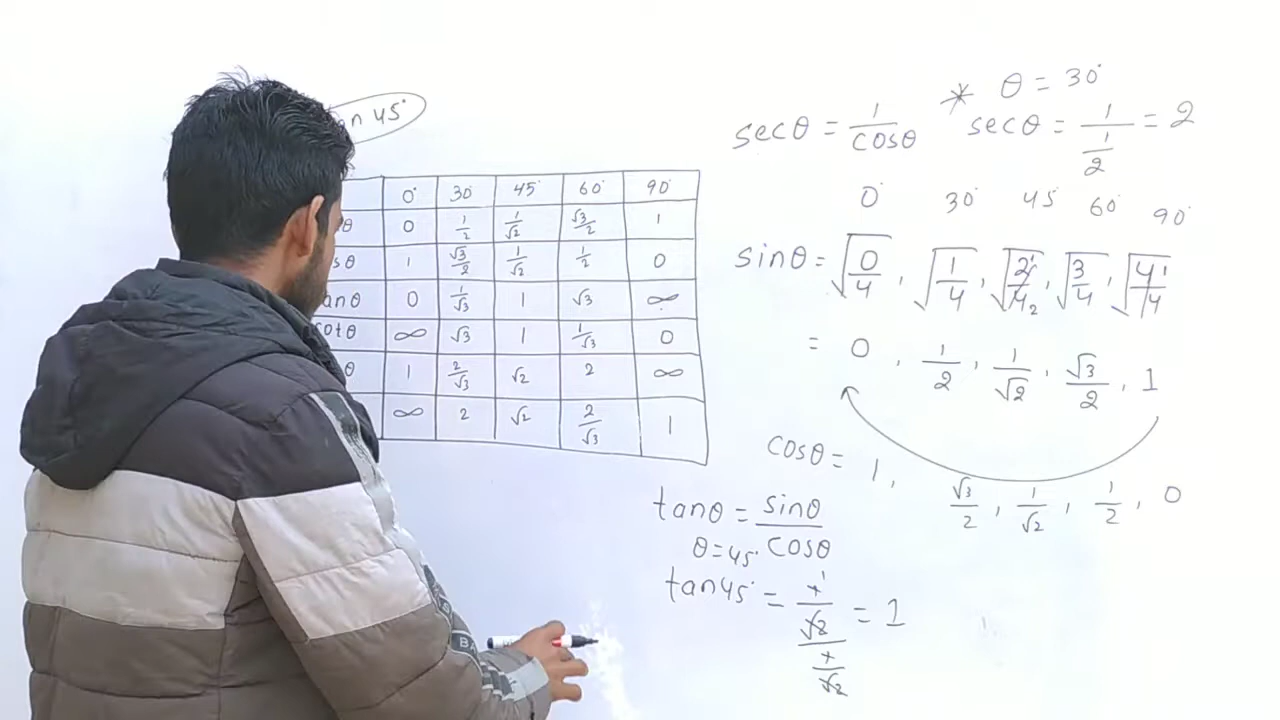 an 45°
0° 30° 45° 60° 90°
θ 0 1/2 1/√2 √3/2 1
sθ 1 √3/2 1/√2 1/2 0
anθ 0 1/√3 1 √3 ∞
cotθ ∞ √3 1 1/√3 0
θ 1 2/√3 √2 2 ∞
∞ 2 √2 2/√3 1
secθ = 1/cosθ
* θ = 30°
secθ = 1/(1/2) = 2
0° 30° 45° 60° 90°
sinθ = √(0/4), √(1/4), √(2/4), √(3/4), √(4/4)
= 0, 1/2, 1/√2, √3/2, 1
cosθ = 1, √3/2, 1/√2, 1/2, 0
tanθ = sinθ/cosθ
θ=45°
tan45° = (1/√2)/(1/√2) = 1